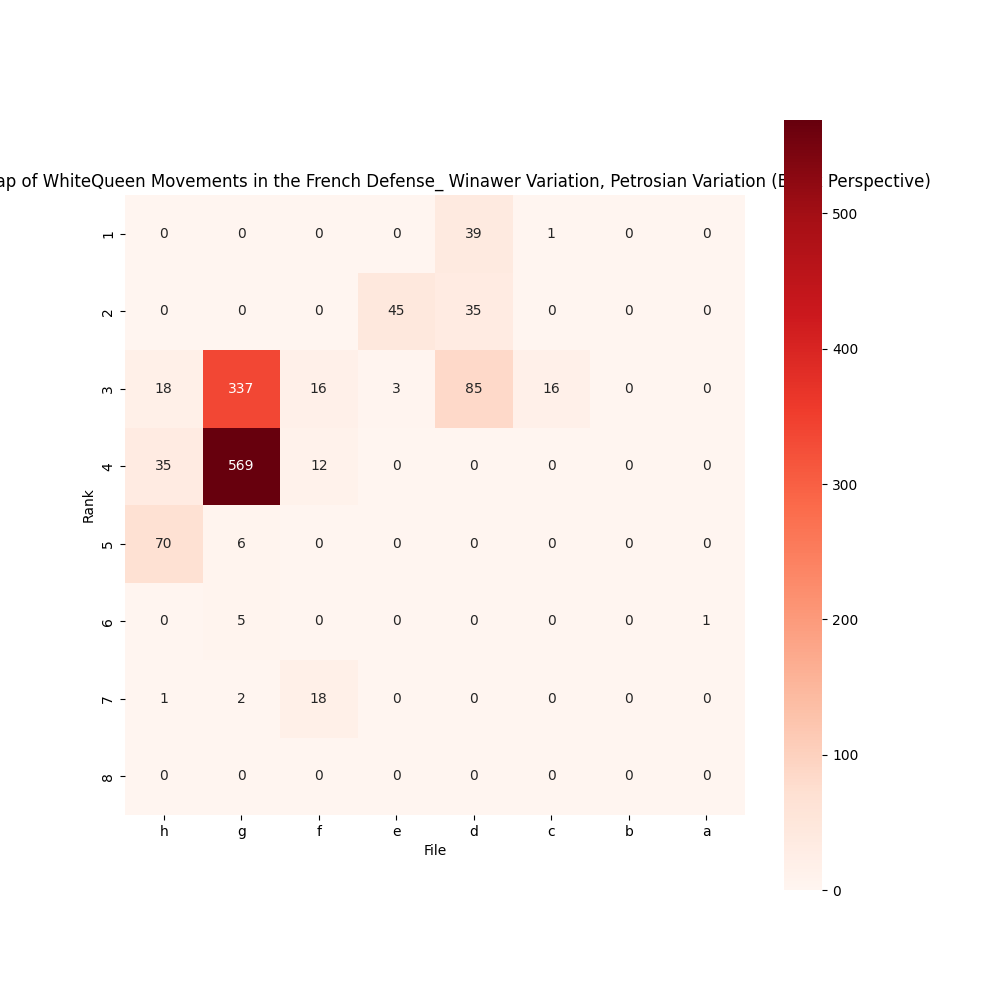 ap of WhiteQueen Movements in the French Defense_ Winawer Variation, Petrosian Variation ( Perspective)
1 0 0 0 0 39 1 0 0
2 0 0 0 45 35 0 0 0
3 18 337 16 3 85 16 0 0
4 35 569 12 0 0 0 0 0
5 70 6 0 0 0 0 0 0
6 0 5 0 0 0 0 0 1
7 1 2 18 0 0 0 0 0
8 0 0 0 0 0 0 0 0
h g f e d c b a
File
Rank
500
400
300
200
100
0